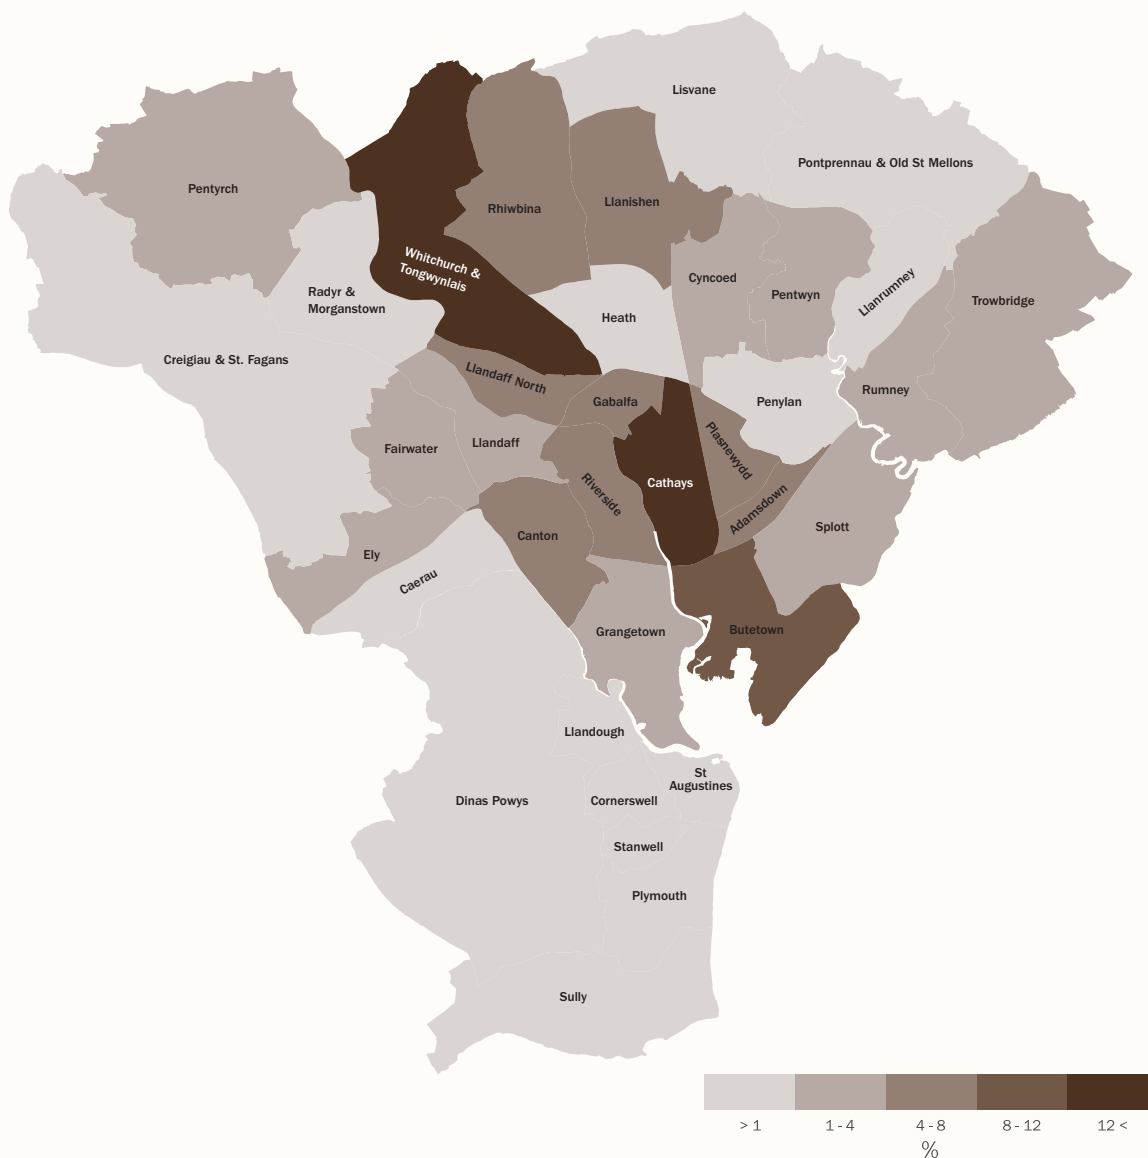 Lisvane
Pontprennau & Old St Mellons
Pentyrch
Rhiwbina
Llanishen
Whitchurch &
Tongwynlais
Cyncoed
Pentwyn
Llanrumney
Trowbridge
Radyr &
Morganstown
Heath
Creigiau & St. Fagans
Llandaff North
Gabalfa
Penylan
Rumney
Fairwater
Llandaff
Plasnewydd
Riverside
Cathays
Adamsdown
Splott
Canton
Ely
Caerau
Grangetown
Butetown
Llandough
St
Augustines
Dinas Powys
Cornerswell
Stanwell
Plymouth
Sully
> 1
1 - 4
4 - 8
8 - 12
12 <
%